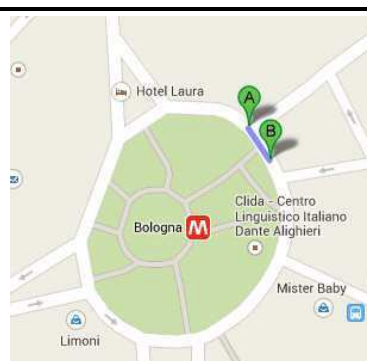 A
Hotel Laura
B
Clida - Centro
Linguistico Italiano
Dante Alighieri
Bologna M
Mister Baby
Limoni